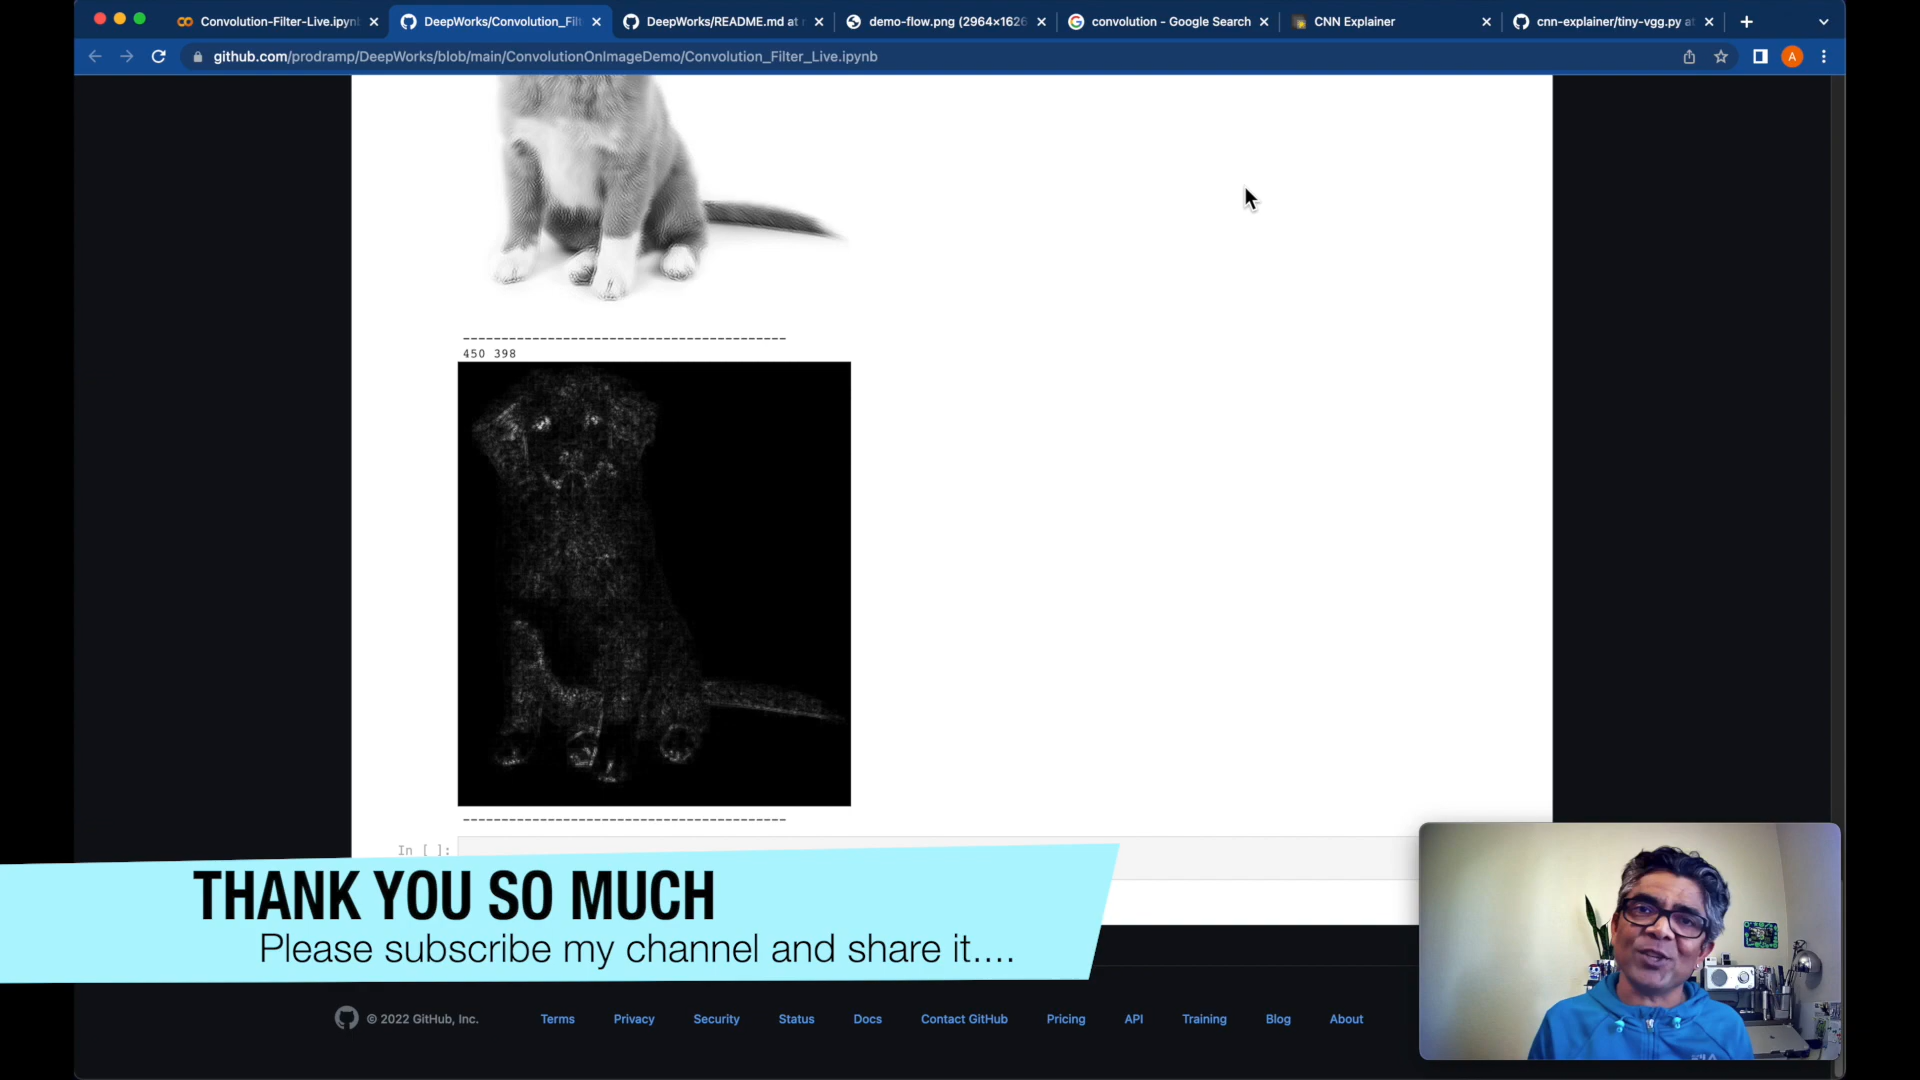 Convolution-Filter-Live.ipyn
DeepWorks/Convolution_Filt
DeepWorks/README.md at
demo-flow.png (2964×1626
convolution - Google Search
CNN Explainer
cnn-explainer/tiny-vgg.py at
github.com/prodramp/DeepWorks/blob/main/ConvolutionOnImageDemo/Convolution_Filter_Live.ipynb
A
------------------------------------------
450 398
------------------------------------------
In [ ]:
THANK YOU SO MUCH
Please subscribe my channel and share it....
© 2022 GitHub, Inc.
Terms
Privacy
Security
Status
Docs
Contact GitHub
Pricing
API
Training
Blog
About